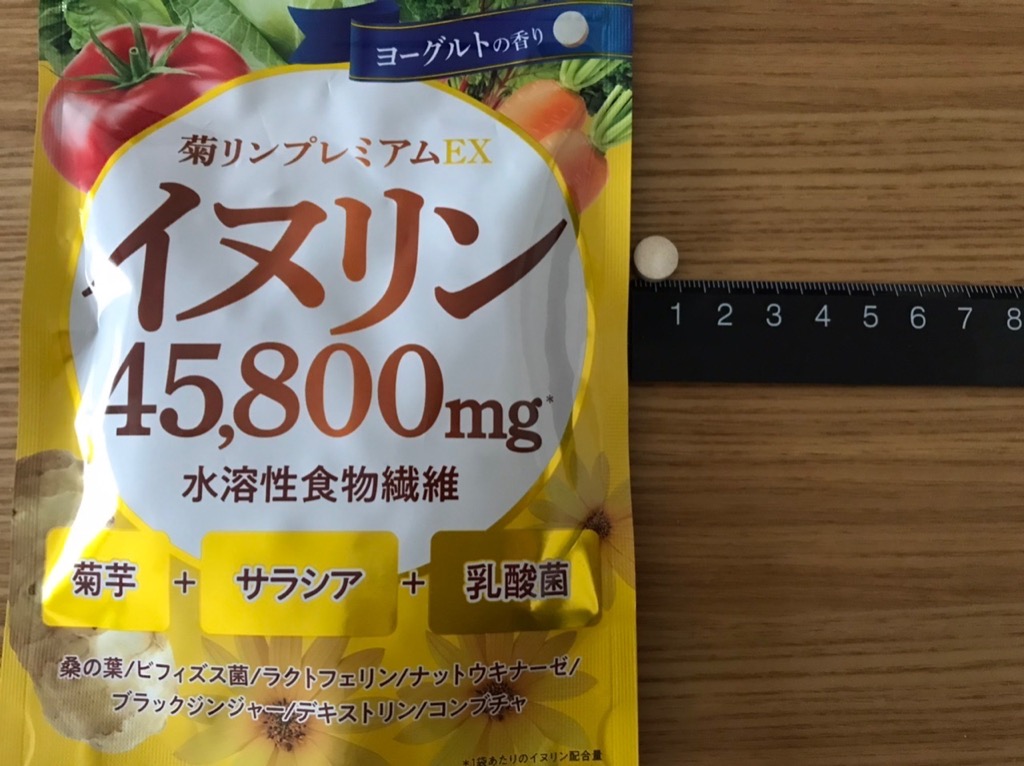 ヨーグルトの香り
菊リンプレミアムEX
イヌリン
45,800mg*
水溶性食物繊維
菊芋 + サラシア + 乳酸菌
桑の葉/ビフィズス菌/ラクトフェリン/ナットウキナーゼ/
ブラックジンジャー/デキストリン/コンブチャ
*1袋あたりのイヌリン配合量
1 2 3 4 5 6 7 8